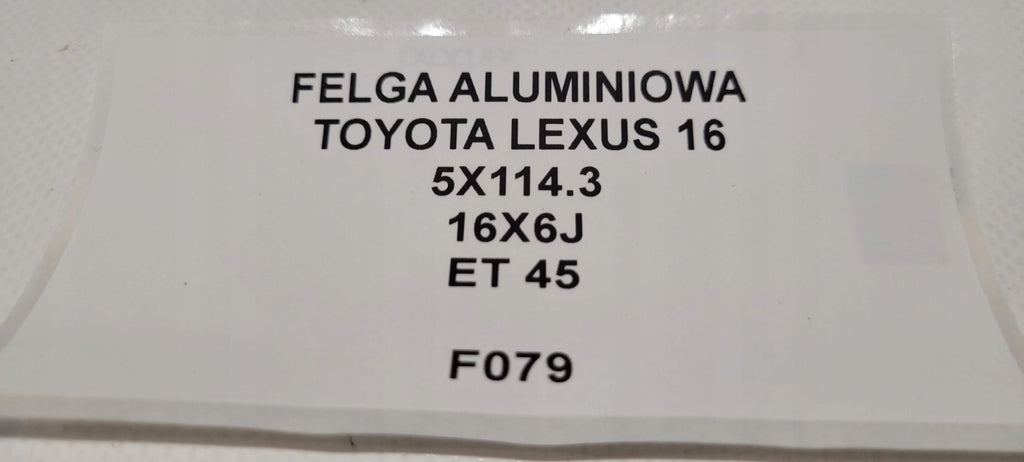 FELGA ALUMINIOWA
TOYOTA LEXUS 16
5X114.3
16X6J
ET 45
F079